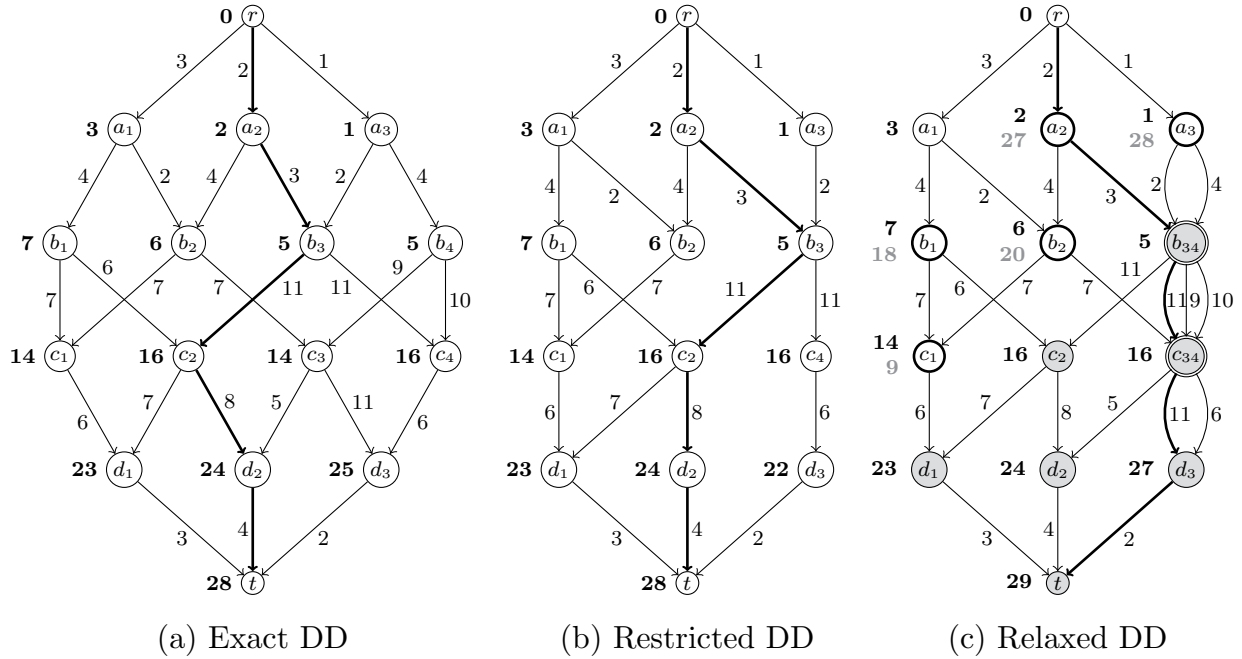 0 r 0 r 0 r
3 2 1 3 2 1 3 2 1
3 a1 2 a2 1 a3 3 a1 2 a2 1 a3 3 a1 2 27 a2 1 28 a3
4 2 4 3 2 4 4 2 4 3 2 4 2 4 3 2 4
7 b1 6 b2 5 b3 5 b4 7 b1 6 b2 5 b3 7 18 b1 6 20 b2 5 b34
7 6 7 7 11 11 9 10 7 6 7 11 11 7 6 7 7 11 11 9 10
14 c1 16 c2 14 c3 16 c4 14 c1 16 c2 16 c4 14 9 c1 16 c2 16 c34
6 7 8 5 11 6 6 7 8 6 6 7 8 5 11 6
23 d1 24 d2 25 d3 23 d1 24 d2 22 d3 23 d1 24 d2 27 d3
3 4 2 3 4 2 3 4 2
28 t 28 t 29 t
(a) Exact DD (b) Restricted DD (c) Relaxed DD